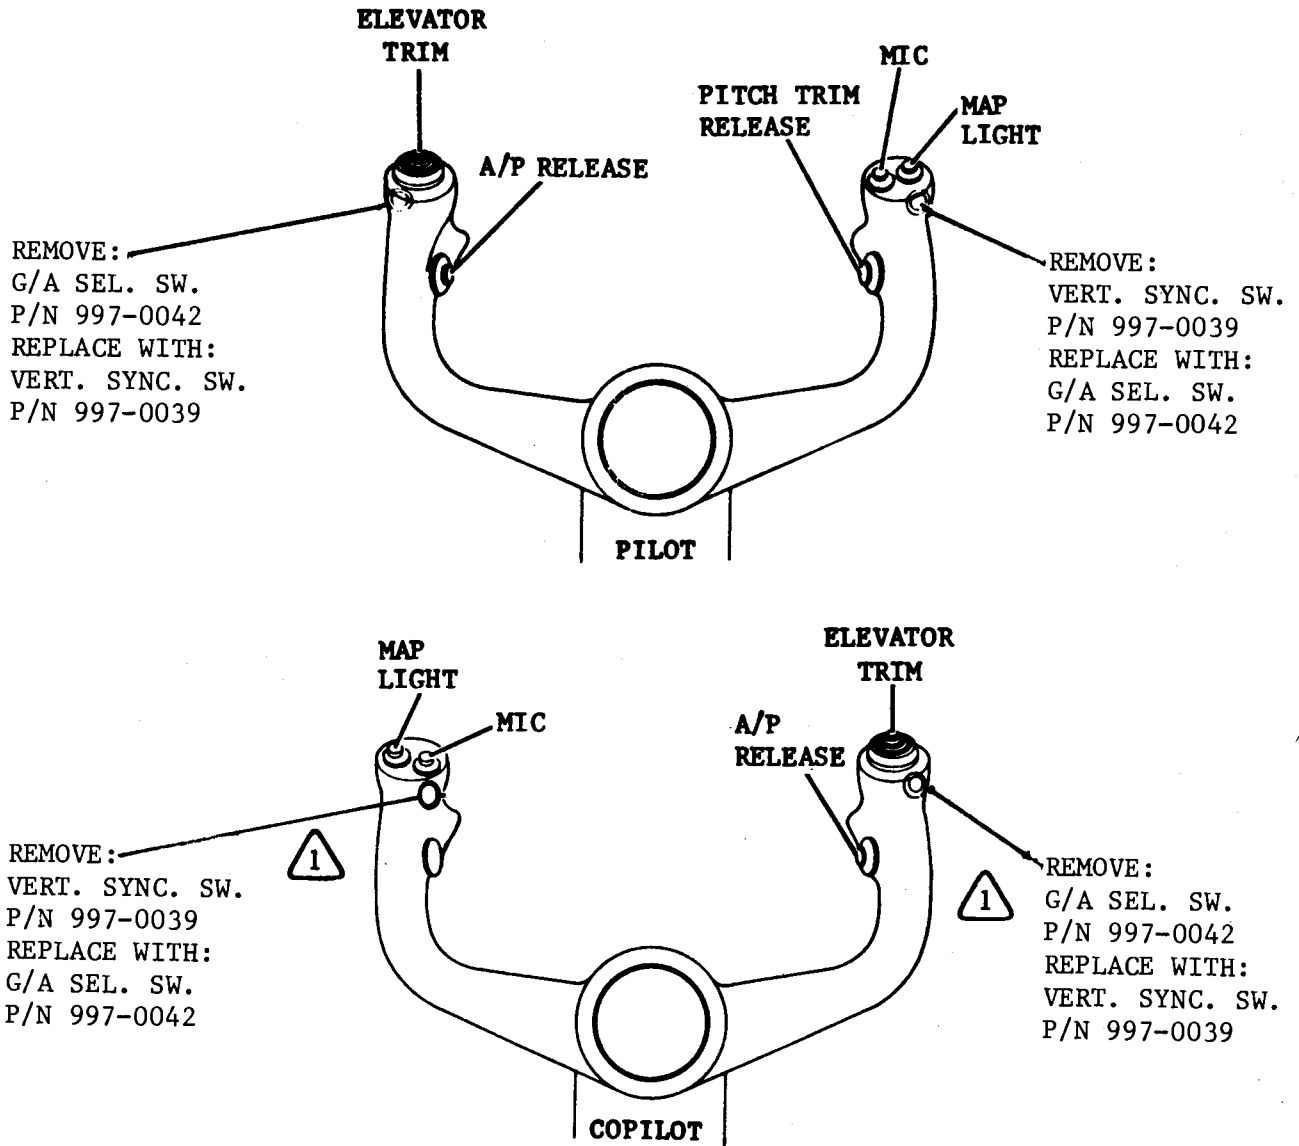 ELEVATOR
TRIM
A/P RELEASE
PITCH TRIM
RELEASE
MIC
MAP
LIGHT
REMOVE:
G/A SEL. SW.
P/N 997-0042
REPLACE WITH:
VERT. SYNC. SW.
P/N 997-0039
REMOVE:
VERT. SYNC. SW.
P/N 997-0039
REPLACE WITH:
G/A SEL. SW.
P/N 997-0042
PILOT
MAP
LIGHT
MIC
ELEVATOR
TRIM
A/P
RELEASE
REMOVE:
VERT. SYNC. SW.
P/N 997-0039
REPLACE WITH:
G/A SEL. SW.
P/N 997-0042
1
1
REMOVE:
G/A SEL. SW.
P/N 997-0042
REPLACE WITH:
VERT. SYNC. SW.
P/N 997-0039
COPILOT